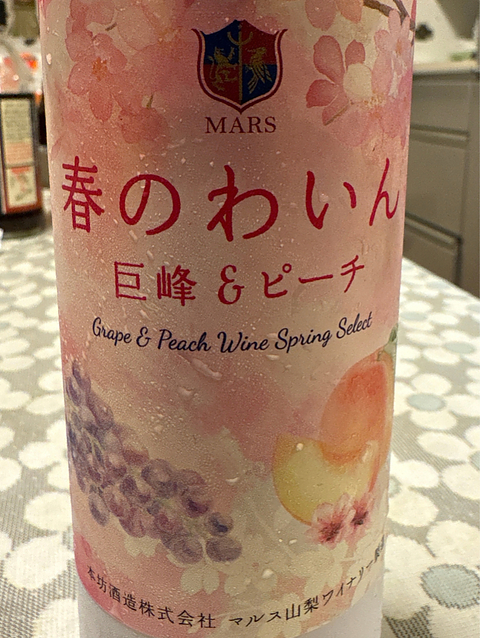 MARS
春のわいん
巨峰 & ピーチ
Grape & Peach Wine Spring Select
本坊酒造株式会社 マルス山梨ワイナリー